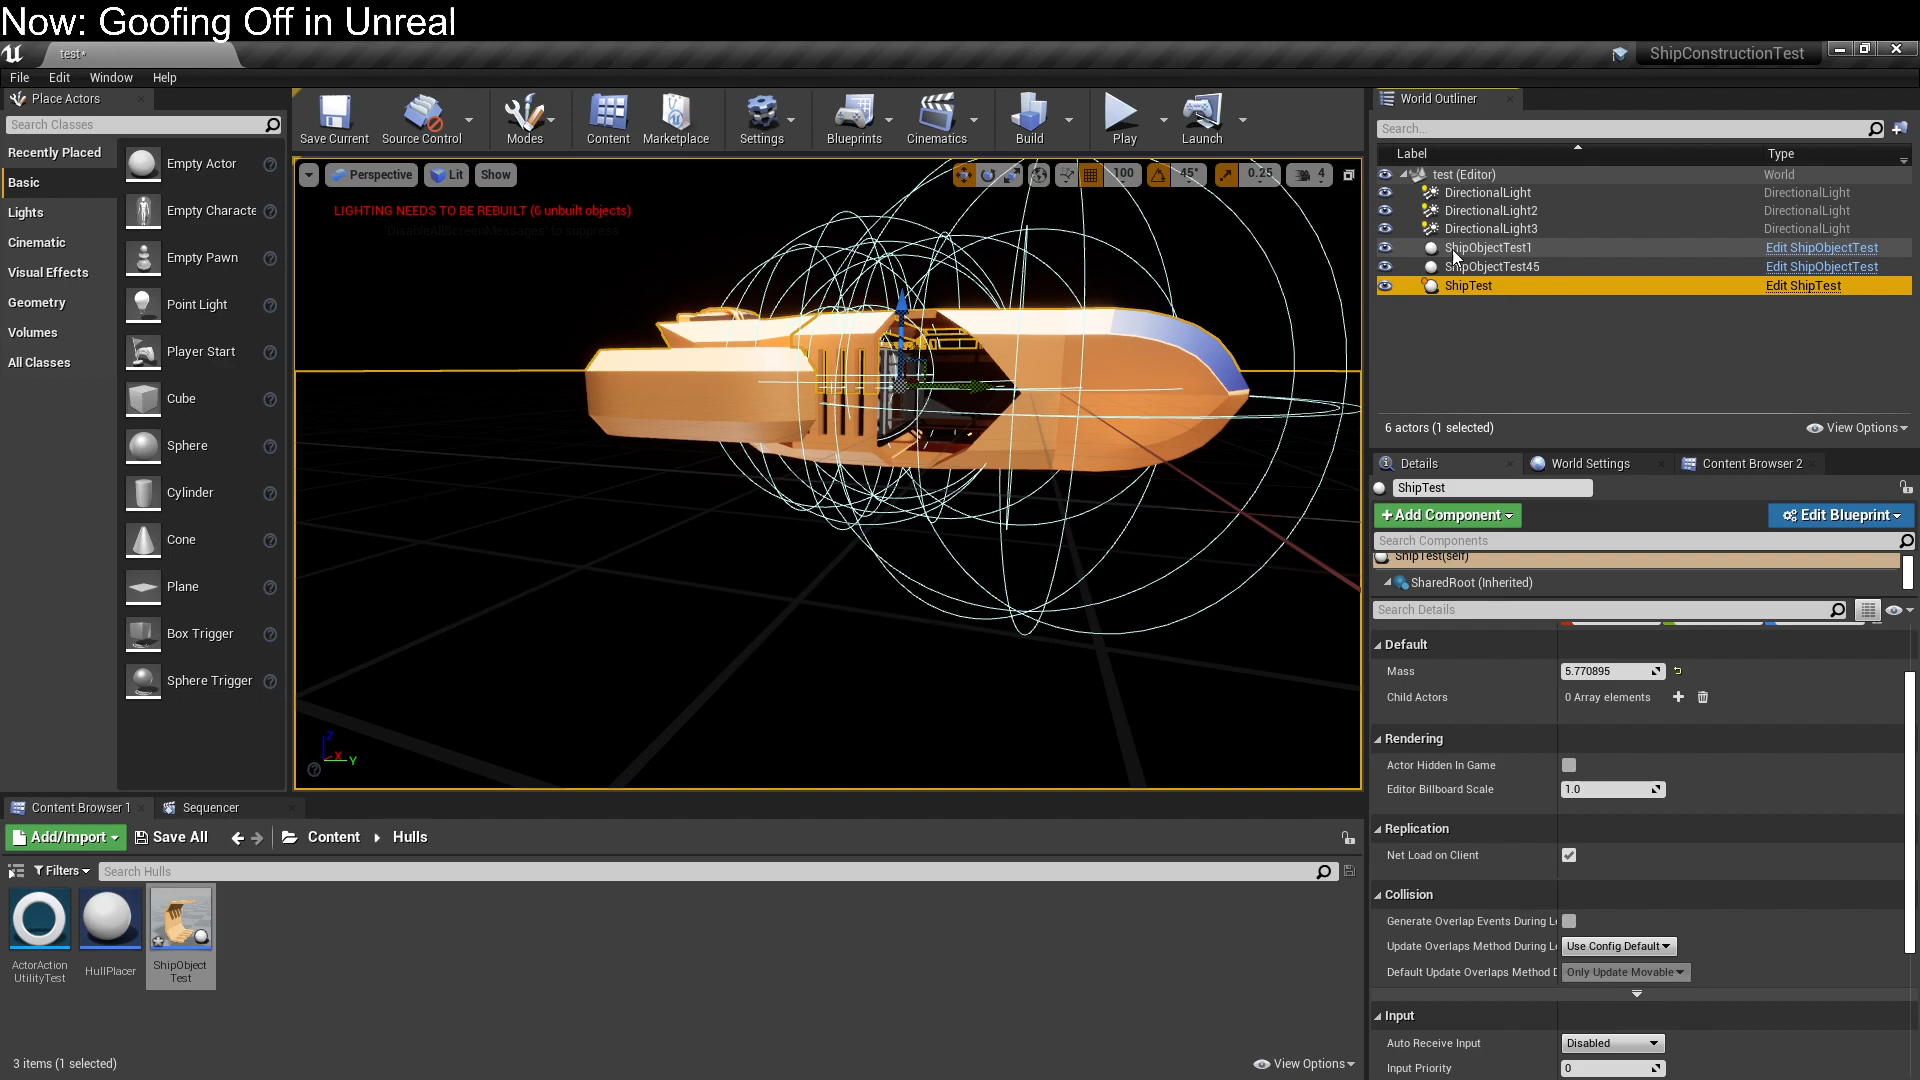 Now: Goofing Off in Unreal
test*
ShipConstructionTest
File Edit Window Help
Place Actors
Search Classes
Recently Placed
Basic
Lights
Cinematic
Visual Effects
Geometry
Volumes
All Classes
Empty Actor
Empty Characte
Empty Pawn
Point Light
Player Start
Cube
Sphere
Cylinder
Cone
Plane
Box Trigger
Sphere Trigger
Save Current Source Control Modes Content Marketplace Settings Blueprints Cinematics Build Play Launch
Perspective Lit Show
100 45° 0.25 4
LIGHTING NEEDS TO BE REBUILT (6 unbuilt objects)
'DisableAllScreenMessages' to suppress
Z
X
Y
World Outliner
Search...
Label Type
test (Editor) World
DirectionalLight DirectionalLight
DirectionalLight2 DirectionalLight
DirectionalLight3 DirectionalLight
ShipObjectTest1 Edit ShipObjectTest
ShipObjectTest45 Edit ShipObjectTest
ShipTest Edit ShipTest
6 actors (1 selected) View Options
Details World Settings Content Browser 2
ShipTest
+ Add Component Edit Blueprint
Search Components
ShipTest(self)
SharedRoot (Inherited)
Search Details
Default
Mass 5.770895
Child Actors 0 Array elements
Rendering
Actor Hidden In Game
Editor Billboard Scale 1.0
Replication
Net Load on Client
Collision
Generate Overlap Events During Le
Update Overlaps Method During Le Use Config Default
Default Update Overlaps Method D Only Update Movable
Input
Auto Receive Input Disabled
Input Priority 0
Content Browser 1 Sequencer
Add/Import Save All Content Hulls
Filters Search Hulls
ActorAction
UtilityTest
HullPlacer
ShipObject
Test
3 items (1 selected) View Options